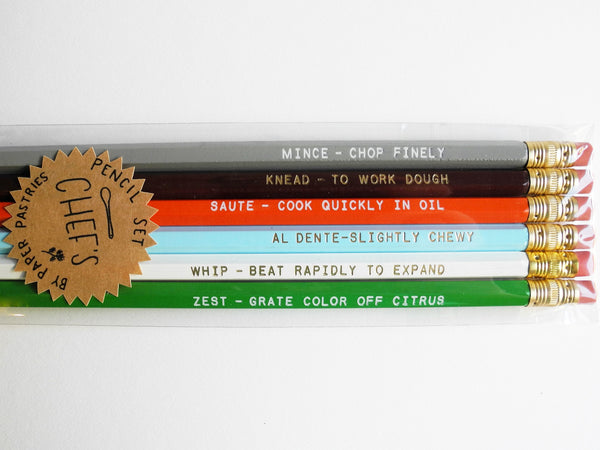 CHEF'S
PENCIL SET
BY PAPER PASTRIES
MINCE - CHOP FINELY
KNEAD - TO WORK DOUGH
SAUTE - COOK QUICKLY IN OIL
AL DENTE-SLIGHTLY CHEWY
WHIP - BEAT RAPIDLY TO EXPAND
ZEST - GRATE COLOR OFF CITRUS